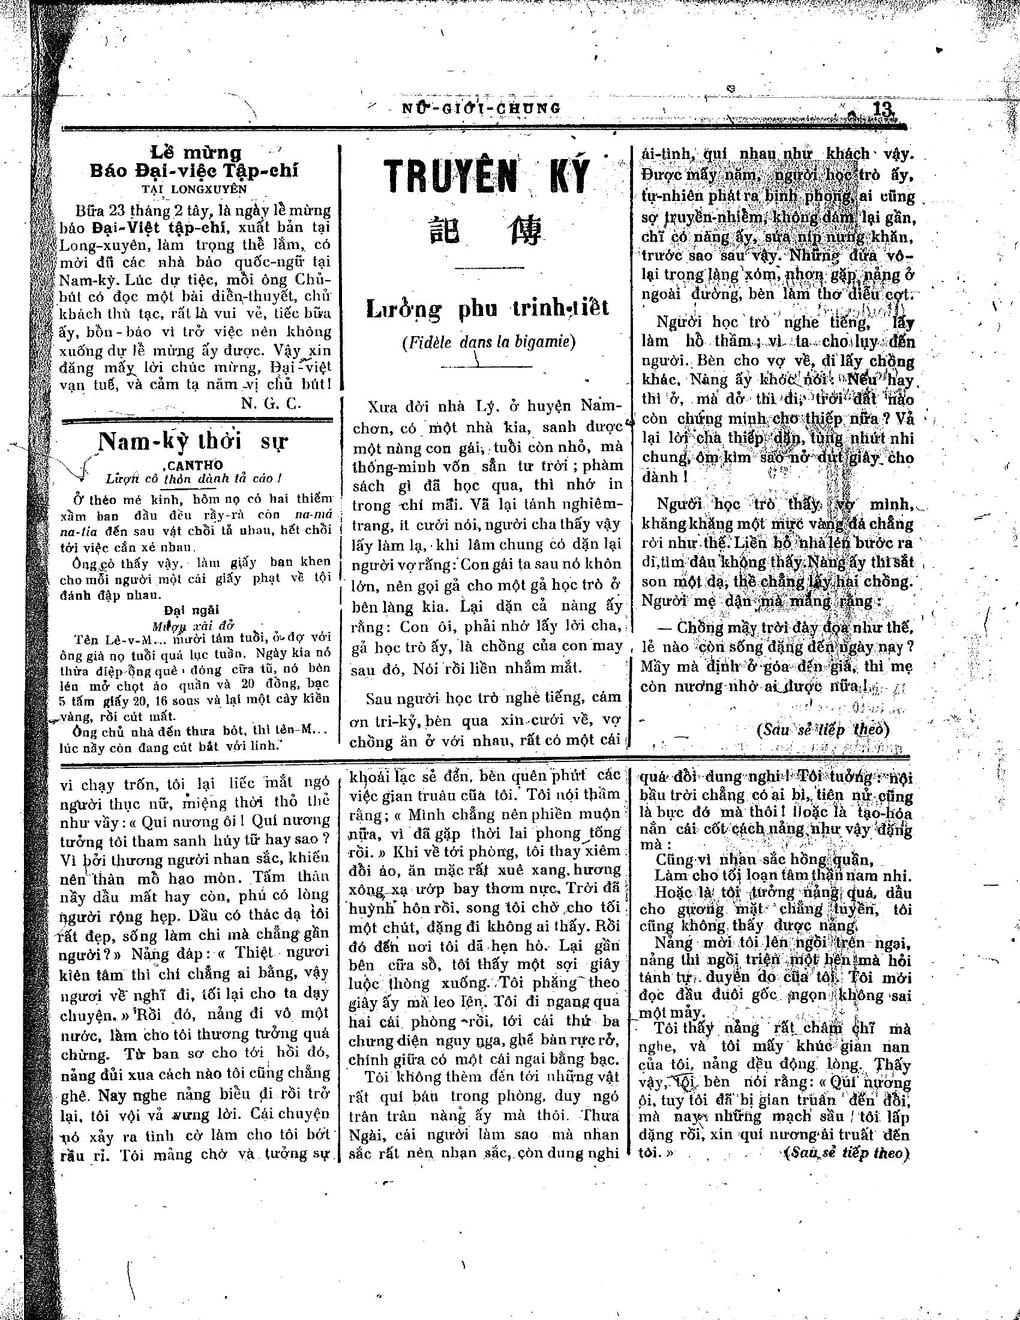 NỮ-GIỚI-CHUNG
13
Lễ mừng
Báo Đại-việc Tập-chí
TẠI LONGXUYÊN
Bữa 23 tháng 2 tây, là ngày lễ mừng
báo Đại-Việt tập-chí, xuất bản tại
Long-xuyên, làm trọng thể lắm, có
mời đũ các nhà báo quốc-ngữ tại
Nam-kỳ. Lúc dự tiệc, mỗi ông Chủ-
bút có đọc một bài diễn-thuyết, chủ
khách thù tạc, rất là vui vẻ, tiếc bữa
ấy, bổn-báo vì trở việc nên không
xuống dự lễ mừng ấy được. Vậy xin
đăng mấy lời chúc mừng, Đại-việt
vạn tuế, và cảm tạ năm vị chủ bút!
N. G. C.
Nam-kỳ thời sự
CANTHO
Lượn cô thôn dành tả cáo!
Ở théo mé kinh, hôm nọ có hai thiếm
xầm ban đầu đều rầy-rà còn na-má
na-lia đến sau vật chồi tả nhau, hết chồi
tới việc cắn xé nhau.
Ông cò thấy vậy, làm giấy ban khen
cho mỗi người một cái giấy phạt về tội
đánh đập nhau.
Đại ngãi
Mượn xài đở
Tên Lê-v-M... mười tám tuổi, ở đợ với
ông già nọ tuổi quá lục tuần. Ngày kia nó
thừa điệp ông quê đóng cữa tũ, nó bèn
lén mở chọt áo quần và 20 đồng, bạc
5 tấm giấy 20, 16 sous và lại một cây kiền
vàng, rồi cút mất.
Ông chủ nhà đến thưa bót, thì tên-M...
lúc nầy còn đang cút bắt với lính.
TRUYÊN KÝ
記 傳
Lưởng phu trinh-tiết
(Fidèle dans la bigamie)
Xưa đời nhà Lý, ở huyện Nam-
chơn, có một nhà kia, sanh được
một nàng con gái, tuổi còn nhỏ, mà
thông-minh vốn sẵn tư trời; phàm
sách gì đã học qua, thì nhớ in
trong chí mãi. Vã lại tánh nghiêm-
trang, ít cười nói, người cha thấy vậy
lấy làm lạ, khi lâm chung có dặn lại
người vợ rằng: Con gái ta sau nó khôn
lớn, nên gọi gả cho một gả học trò ở
bên làng kia. Lại dặn cả nàng ấy
rằng: Con ôi, phải nhớ lấy lời cha,
gả học trò ấy, là chồng của con may
sau đó, Nói rồi liền nhắm mắt.
Sau người học trò nghe tiếng, cám
ơn tri-kỷ, bèn qua xin cưới về, vợ
chồng ăn ở với nhau, rất có một cái
ái-tình, quí nhau như khách vậy.
Được mấy năm, người học trò ấy,
tự-nhiên phát ra bịnh phong, ai cũng
sợ truyền-nhiễm, không dám lại gần,
chĩ có nàng ấy, sửa níp nưng khăn,
trước sao sau vậy. Những đứa vô-
lại trong làng xóm, nhơn gặp nàng ở
ngoài đường, bèn làm thơ diễu cợt.
Người học trò nghe tiếng, lấy
làm hổ thầm; vì ta cho lụy đến
người. Bèn cho vợ về, đi lấy chồng
khác. Nàng ấy khóc nói: Nếu hay
thì ở, mà dở thì đi, trời đất nào
còn chứng minh cho thiếp nữa? Vả
lại lời cha thiếp dặn, tùng nhứt nhi
chung, ôm kìm sao nở dứt giây cho
đành!
Người học trò thấy vợ mình,
khăng khăng một mực vàng đá chẳng
rời như thế. Liền bỏ nhà lén bước ra
đi, tìm đâu không thấy. Nàng ấy thì sắt
son một dạ, thề chẳng lấy hai chồng.
Người mẹ dận mà mắng rằng:
— Chồng mầy trời đày đọa như thế,
lẻ nào còn sống đặng đến ngày nay?
Mầy mà định ở góa đến già, thì mẹ
còn nương nhờ ai được nữa!
(Sau sẻ tiếp theo)
vì chạy trốn, tôi lại liếc mắt ngó
người thục nữ, miệng thời thỏ thẻ
như vầy: « Quí nương ôi! Quí nương
tưởng tôi tham sanh húy tử hay sao?
Vì bởi thương người nhan sắc, khiến
nên thân mồ hạo mòn. Tấm thân
nầy dầu mất hay còn, phú có lòng
người rộng hẹp. Dầu có thác dạ tôi
rất đẹp, sống làm chi mà chẳng gần
người?» Nàng đáp: « Thiệt ngươi
kiên tâm thì chí chẳng ai bằng, vậy
ngươi về nghĩ đi, tối lại cho ta dạy
chuyện. » Rồi đó, nàng đi vô một
nước, làm cho tôi thương tưởng quá
chừng. Từ ban sơ cho tới hồi đó,
nàng đủi xua cách nào tôi cũng chẳng
ghê. Nay nghe nàng biểu đi rồi trở
lại, tôi vội vả vưng lời. Cái chuyện
nó xảy ra tình cờ làm cho tôi bớt
rầu rỉ. Tôi mảng chờ và tưởng sự
khoái lạc sẻ đến, bèn quên phứt các
việc gian truân cũa tôi. Tôi nói thầm
rằng; « Mình chẳng nên phiền muộn
nữa, vì đã gặp thời lai phong tống
rồi. » Khi về tới phòng, tôi thay xiêm
đổi áo, ăn mặc rất xuê xang, hương
xông xạ ướp bay thơm nực. Trời đã
huỳnh hôn rồi, song tôi chờ cho tối
một chút, đặng đi không ai thấy. Rồi
đó đến nơi tôi đã hẹn hò. Lại gần
bên cữa sổ, tôi thấy một sợi giây
luộc thòng xuống. Tôi phăng theo
giây ấy mà leo lên. Tôi đi ngang qua
hai cái phòng rồi, tới cái thứ ba
chưng diện nguy nga, ghế bàn rực rở,
chính giữa có một cái ngai bằng bạc.
Tôi không thèm đến tới những vật
rất quí báu trong phòng, duy ngó
trân trân nàng ấy mà thôi. Thưa
Ngài, cái người làm sao mà nhan
sắc rất nên nhan sắc, còn dung nghi
quá đồi dung nghi! Tôi tưởng: nội
bầu trời chẳng có ai bì, tiên nử cũng
là bực đó mà thôi! Hoặc là tạo-hóa
nắn cái cốt cách nàng như vậy đặng
mà:
Cũng vì nhan sắc hồng quần,
Làm cho tối loạn tâm thần nam nhi.
Hoặc là tôi tưởng nàng quá, dầu
cho gương mặt chẳng tuyền, tôi
cũng không thấy được nàng.
Nàng mời tôi lên ngồi trên ngai,
nàng thì ngồi triện một bên mà hỏi
tánh tự duyên do của tôi. Tôi mới
đọc đầu đuôi gốc ngọn không sai
một mảy.
Tôi thấy nàng rất chăm chĩ mà
nghe, và tôi mấy khúc gian nan
của tôi, nàng dều động lòng. Thấy
vậy, tôi bèn nói rằng: « Quí nương
ôi, tuy tôi đã bị gian truân đến đổi,
mà nay những mạch sầu tôi lấp
đặng rồi, xin quí nương ái truất đến
tôi. »
(Sau sẻ tiếp theo)